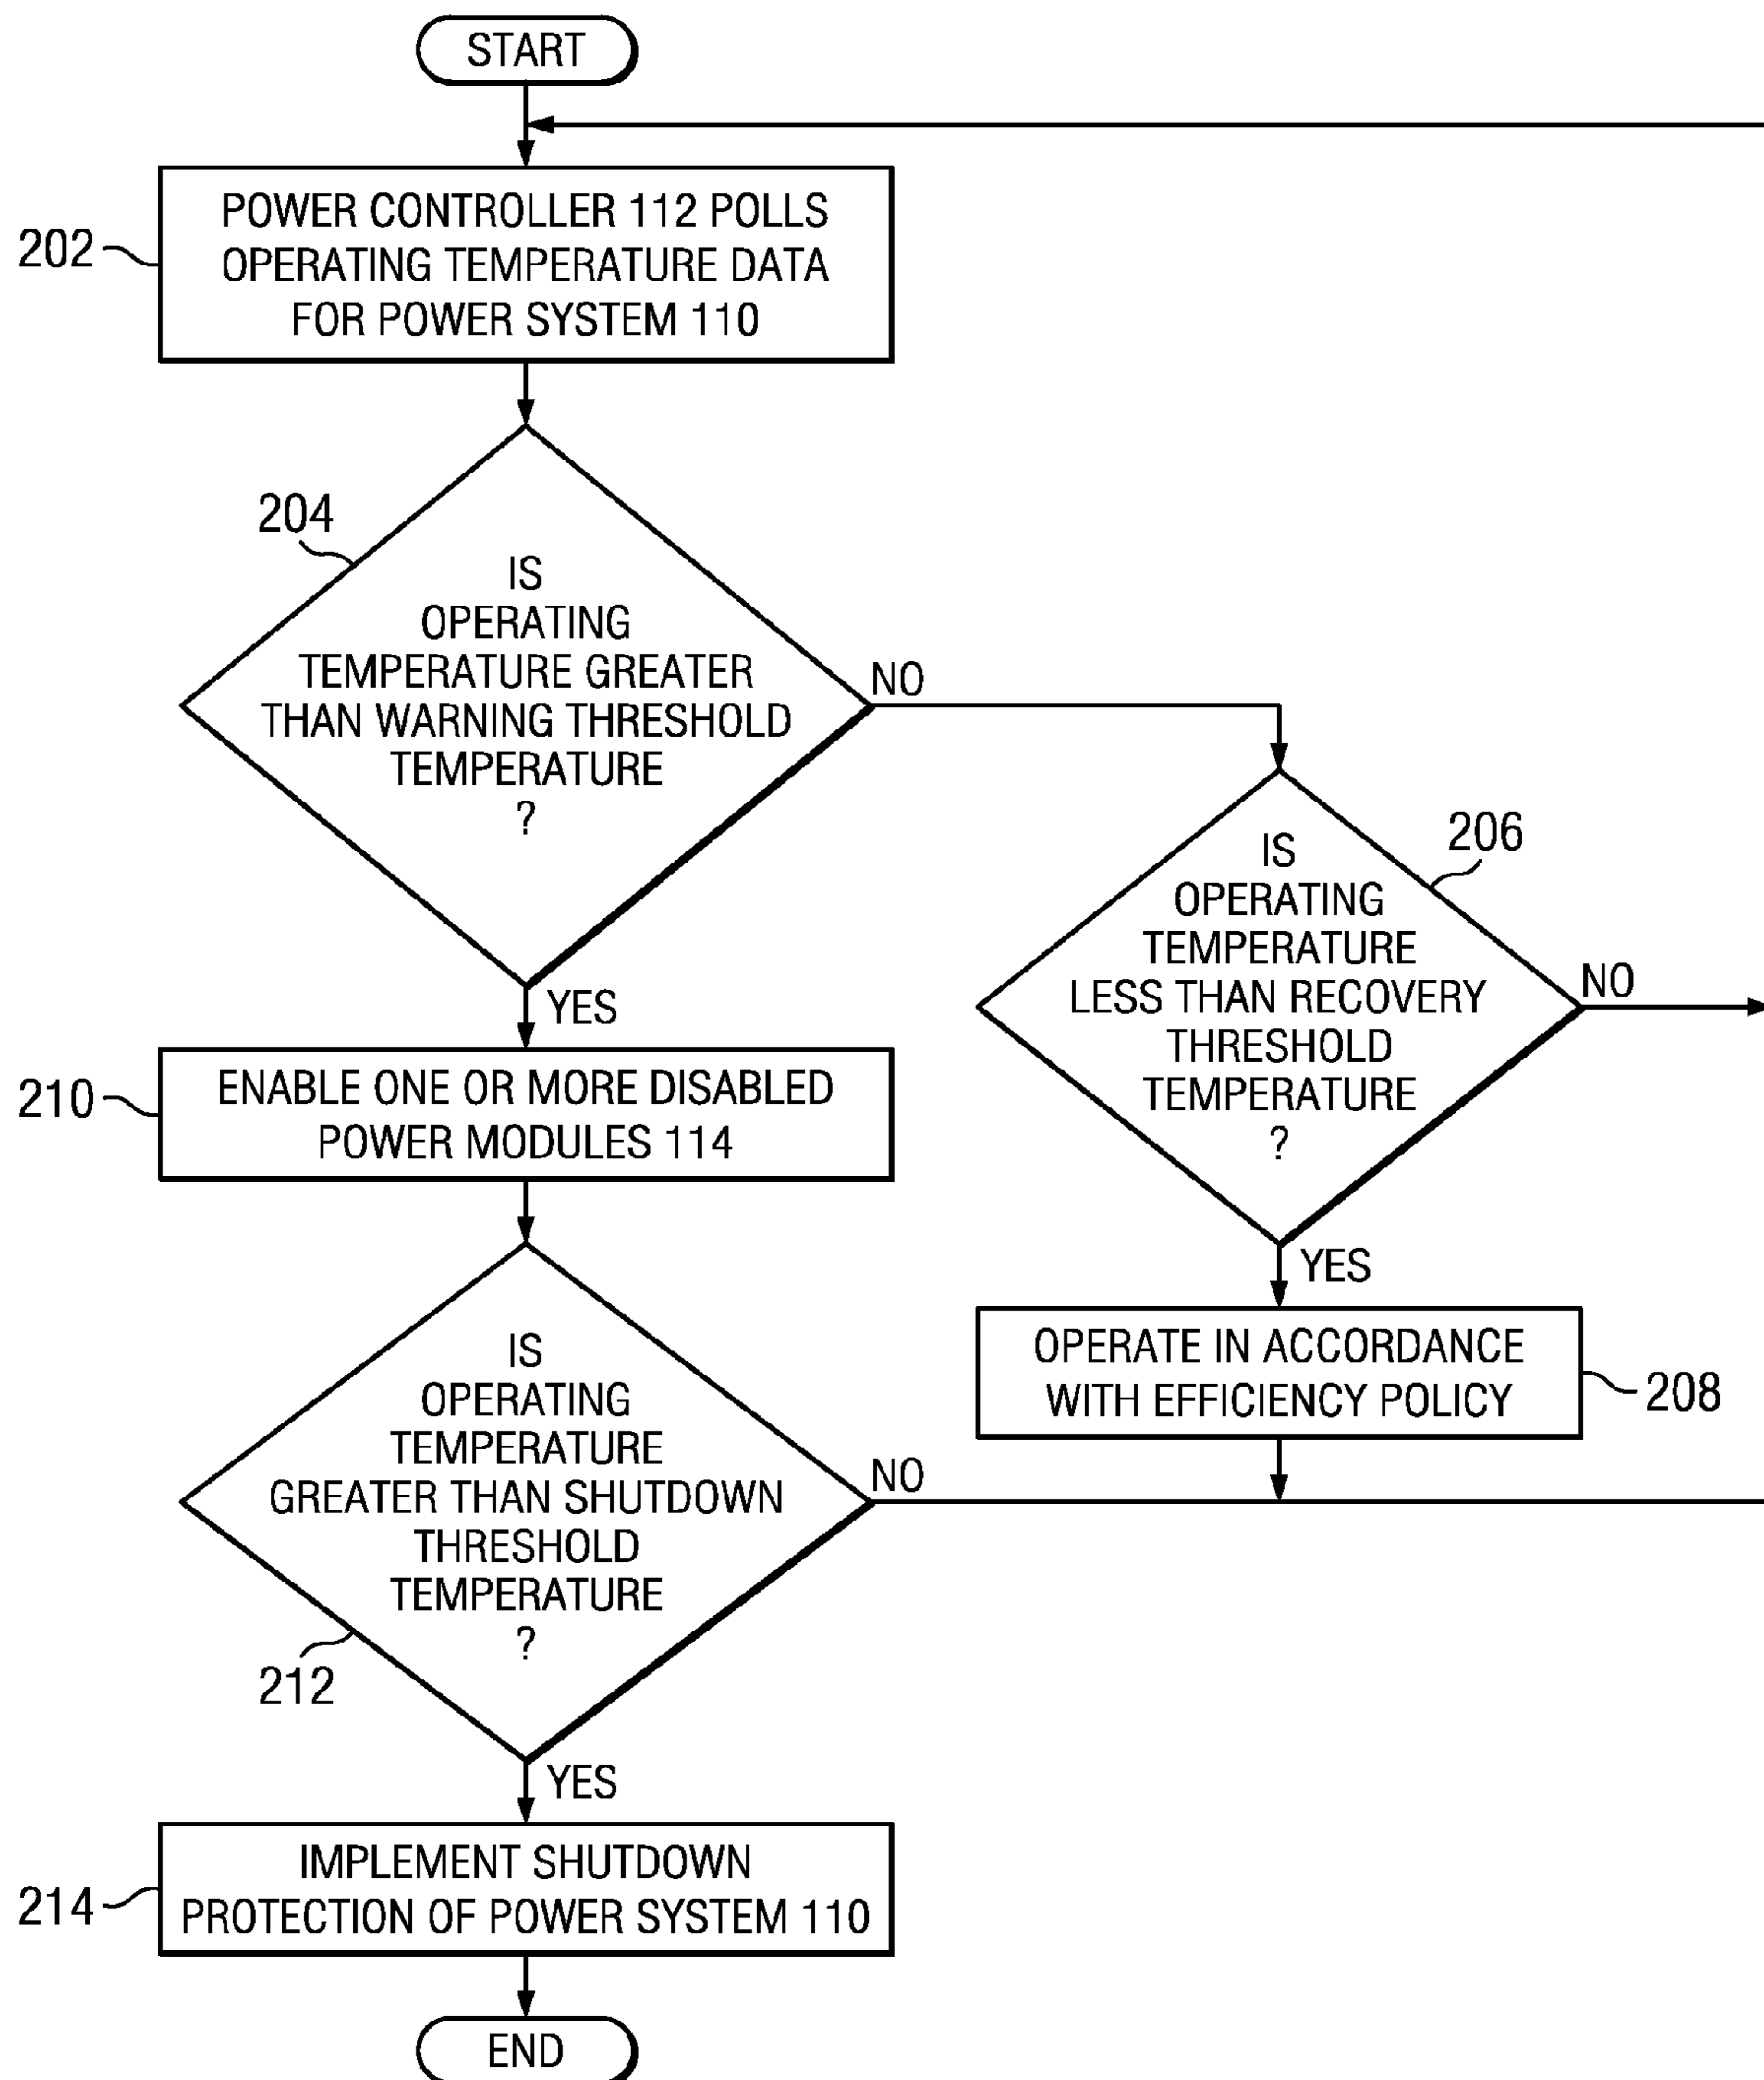 START
202
POWER CONTROLLER 112 POLLS
OPERATING TEMPERATURE DATA
FOR POWER SYSTEM 110
204
IS
OPERATING
TEMPERATURE GREATER
THAN WARNING THRESHOLD
TEMPERATURE
?
NO
YES
206
IS
OPERATING
TEMPERATURE
LESS THAN RECOVERY
THRESHOLD
TEMPERATURE
?
NO
YES
OPERATE IN ACCORDANCE
WITH EFFICIENCY POLICY
208
210
ENABLE ONE OR MORE DISABLED
POWER MODULES 114
IS
OPERATING
TEMPERATURE
GREATER THAN SHUTDOWN
THRESHOLD
TEMPERATURE
?
212
NO
YES
214
IMPLEMENT SHUTDOWN
PROTECTION OF POWER SYSTEM 110
END